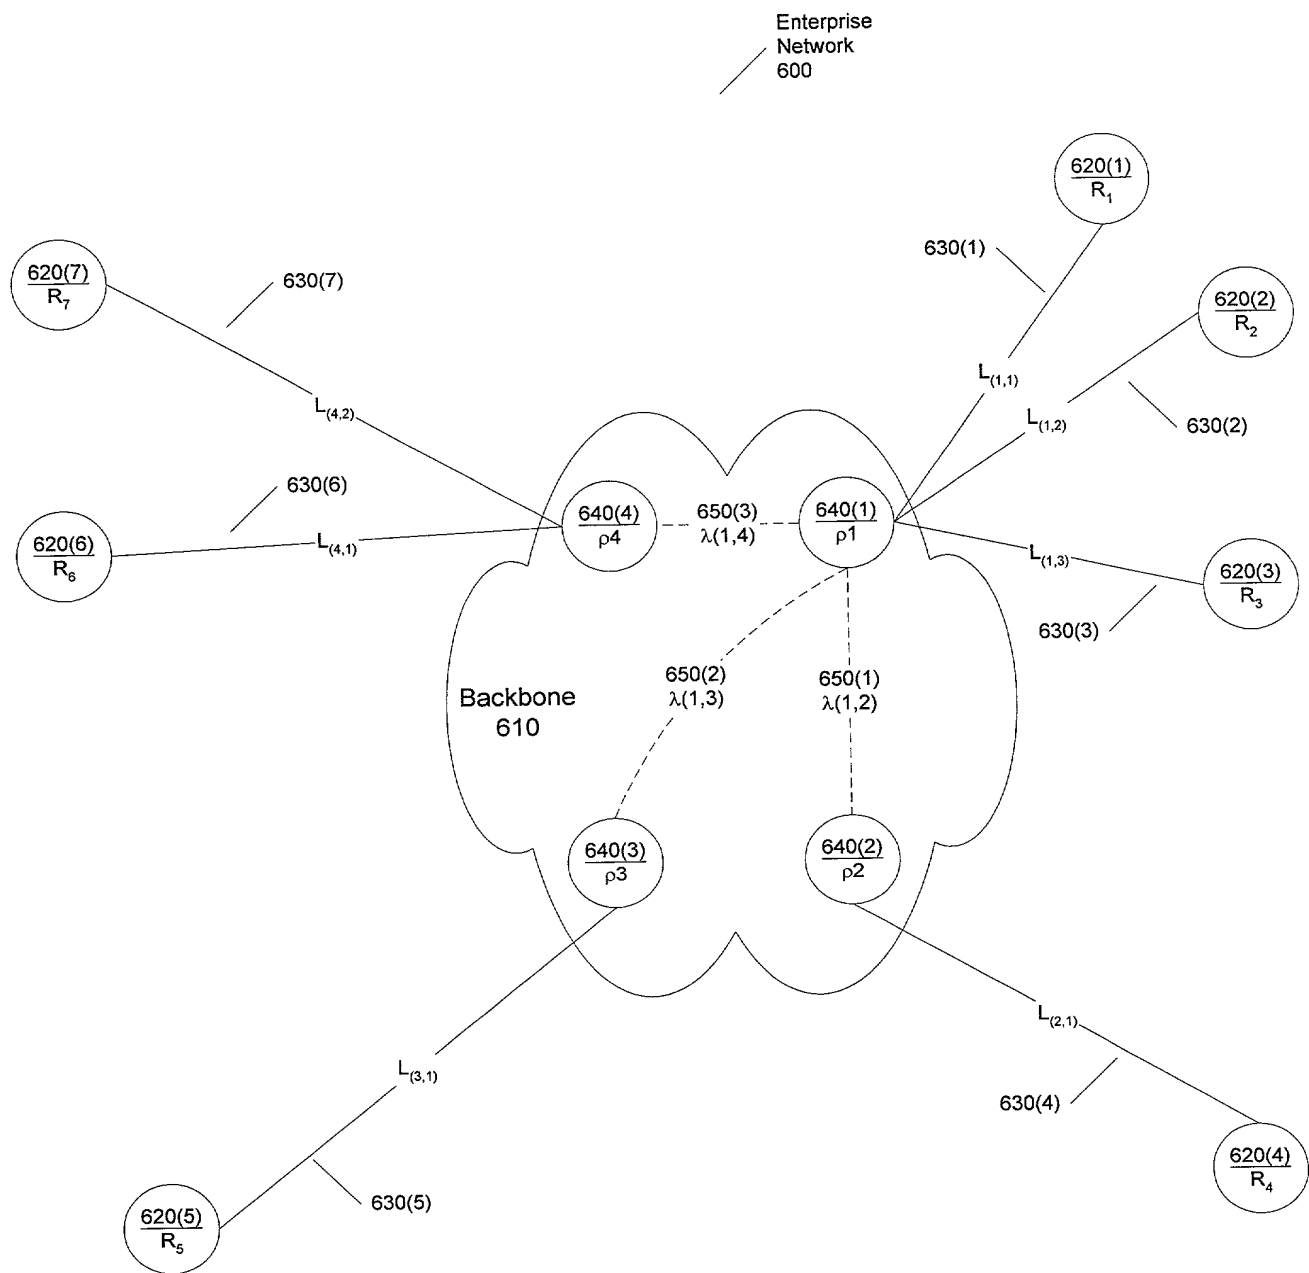 Enterprise
Network
600
620(1)
R1
630(1)
620(7)
R7
630(7)
620(2)
R2
L(1,1)
L(4,2)
L(1,2)
630(2)
630(6)
640(4)
ρ4
650(3)
λ(1,4)
640(1)
ρ1
620(6)
R6
L(4,1)
L(1,3)
620(3)
R3
630(3)
650(2)
λ(1,3)
650(1)
λ(1,2)
Backbone
610
640(3)
ρ3
640(2)
ρ2
L(2,1)
L(3,1)
630(4)
620(4)
R4
630(5)
620(5)
R5